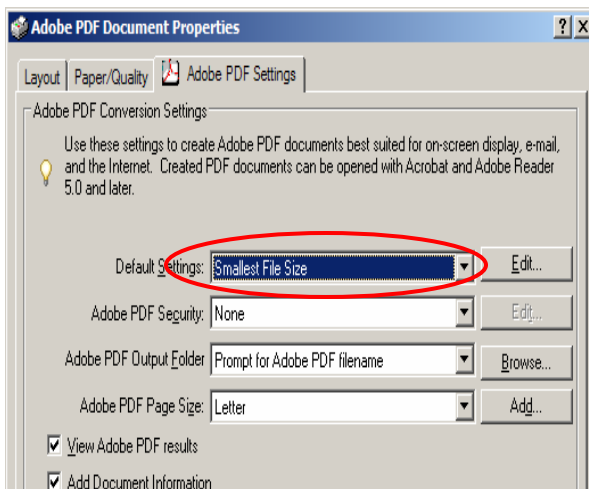 Adobe PDF Document Properties ? X
Layout Paper/Quality Adobe PDF Settings
Adobe PDF Conversion Settings
Use these settings to create Adobe PDF documents best suited for on-screen display, e-mail,
and the Internet. Created PDF documents can be opened with Acrobat and Adobe Reader
5.0 and later.
Default Settings: Smallest File Size Edit...
Adobe PDF Security: None Edit...
Adobe PDF Output Folder Prompt for Adobe PDF filename Browse...
Adobe PDF Page Size: Letter Add...
View Adobe PDF results
Add Document Information